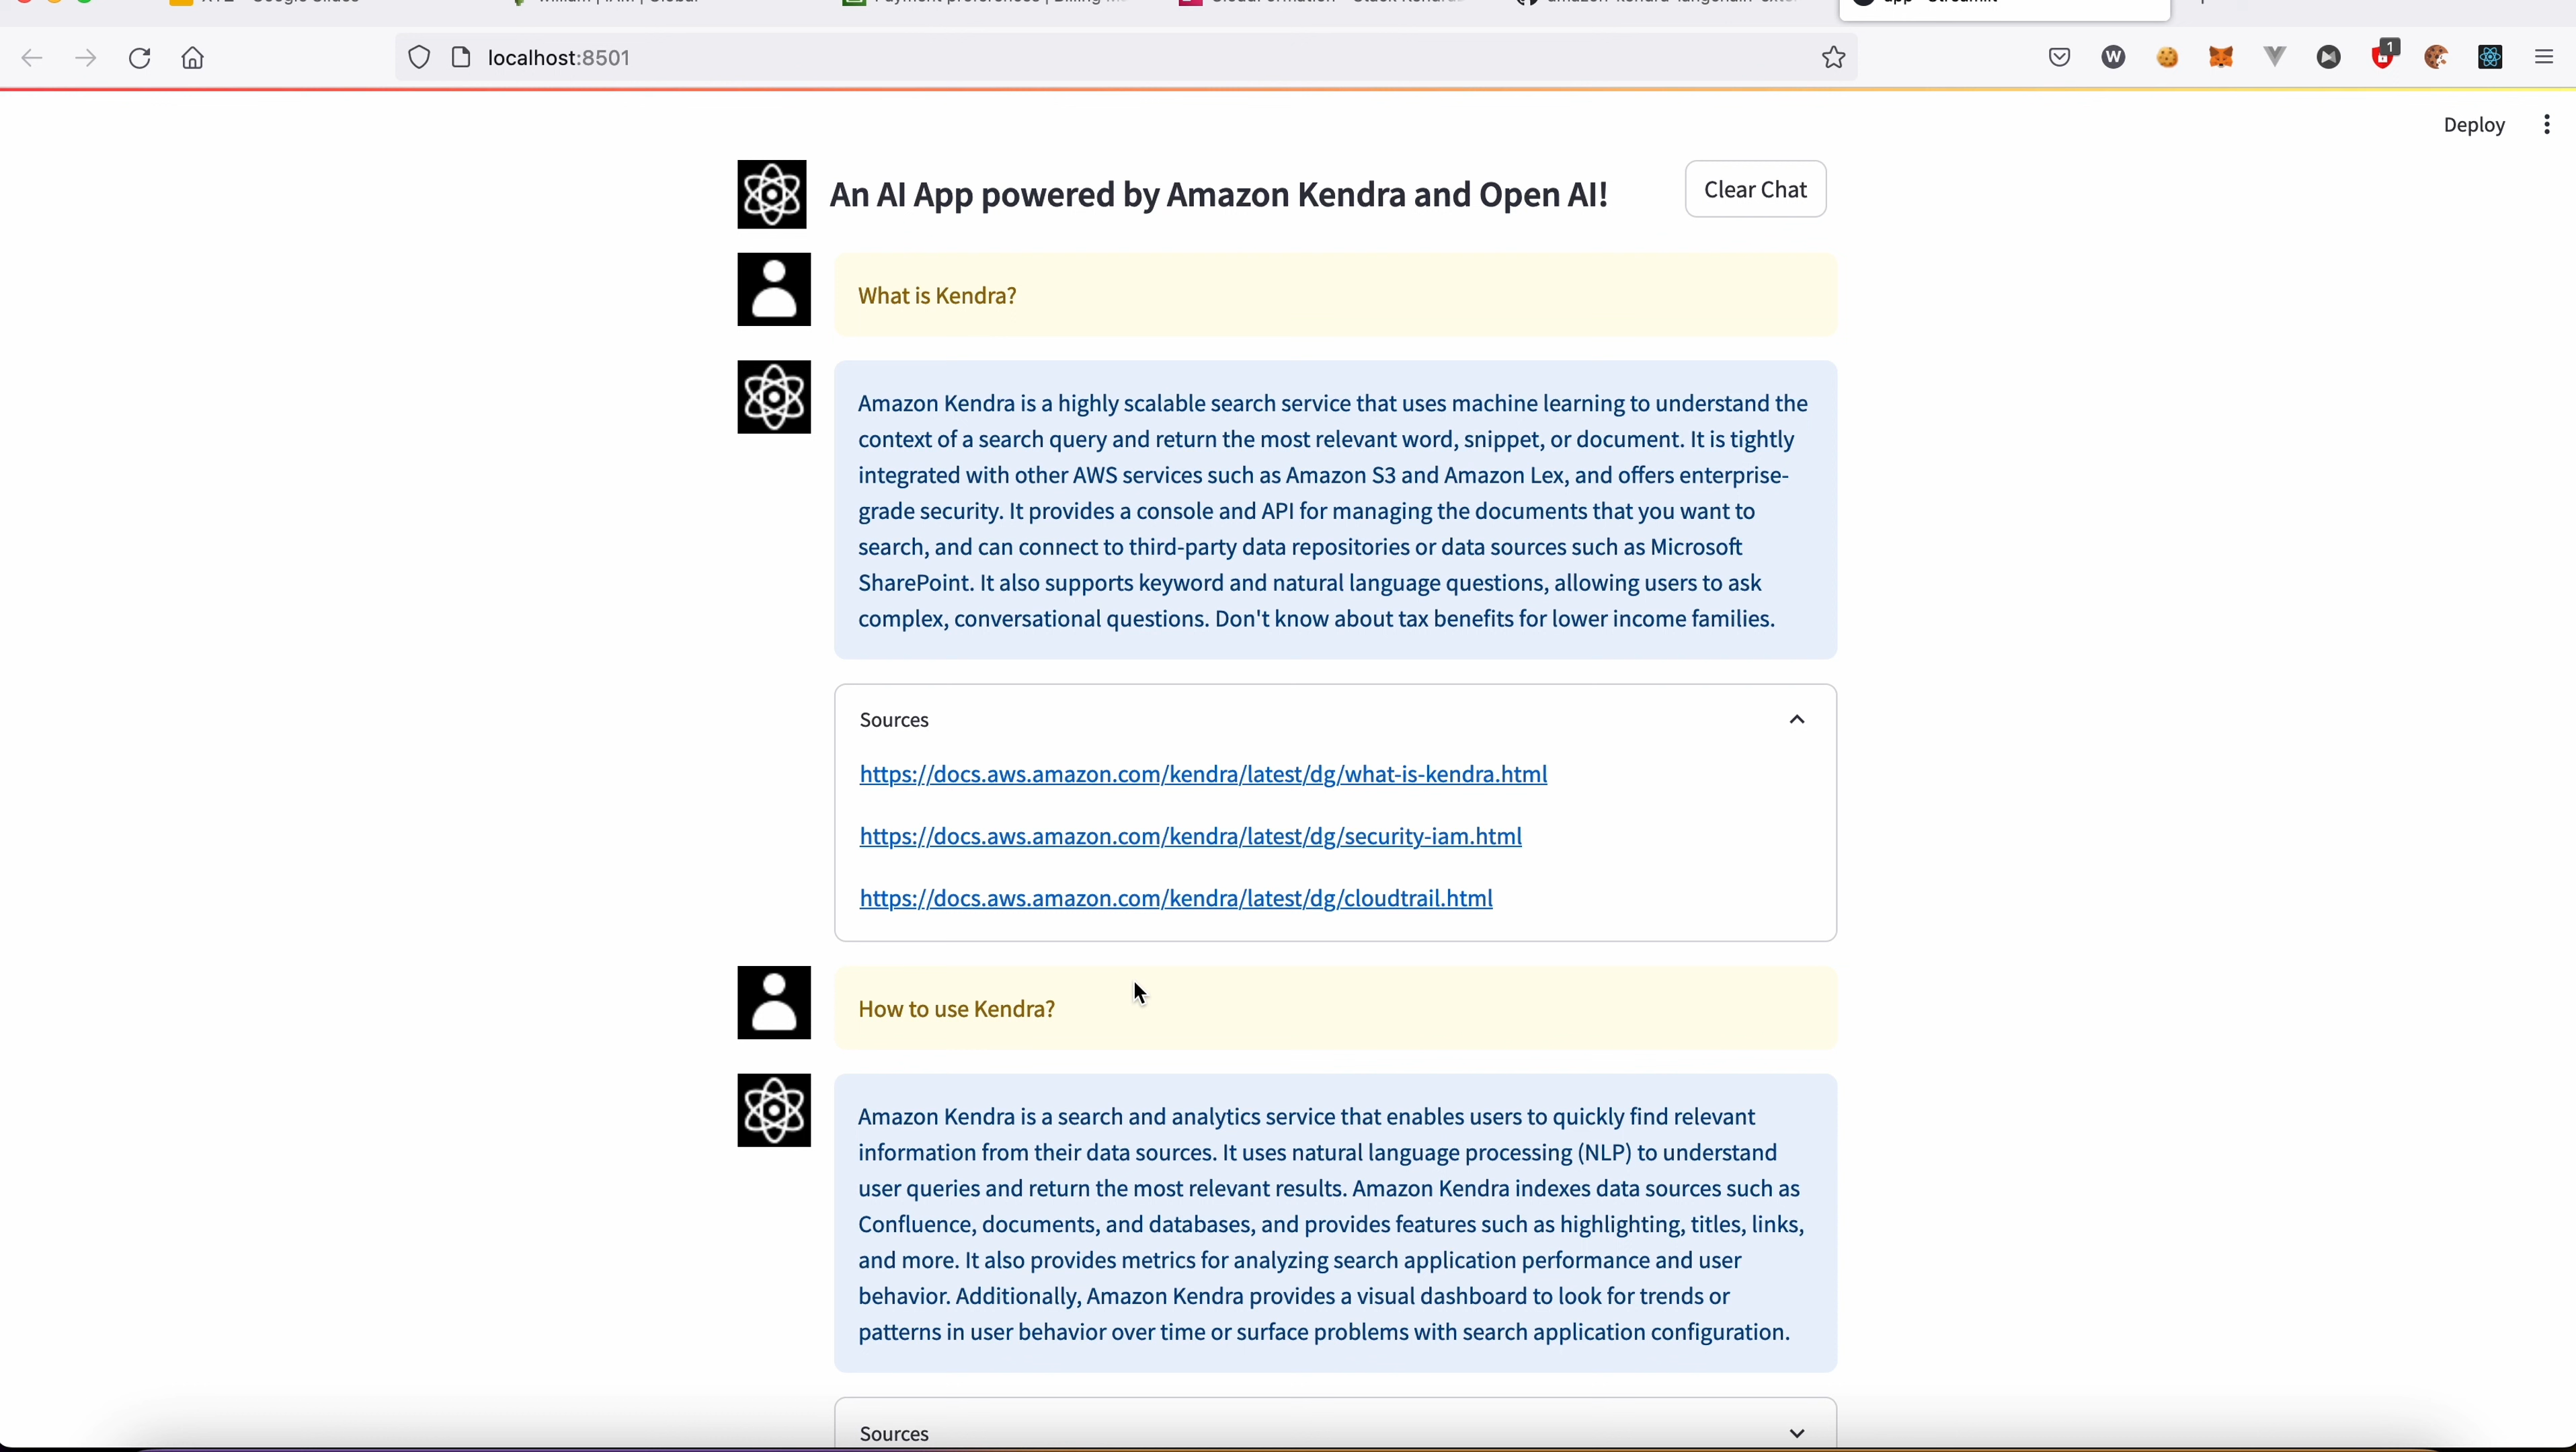 localhost:8501
1
Deploy
An AI App powered by Amazon Kendra and Open AI!
Clear Chat
What is Kendra?
Amazon Kendra is a highly scalable search service that uses machine learning to understand the
context of a search query and return the most relevant word, snippet, or document. It is tightly
integrated with other AWS services such as Amazon S3 and Amazon Lex, and offers enterprise-
grade security. It provides a console and API for managing the documents that you want to
search, and can connect to third-party data repositories or data sources such as Microsoft
SharePoint. It also supports keyword and natural language questions, allowing users to ask
complex, conversational questions. Don't know about tax benefits for lower income families.
Sources
https://docs.aws.amazon.com/kendra/latest/dg/what-is-kendra.html
https://docs.aws.amazon.com/kendra/latest/dg/security-iam.html
https://docs.aws.amazon.com/kendra/latest/dg/cloudtrail.html
How to use Kendra?
Amazon Kendra is a search and analytics service that enables users to quickly find relevant
information from their data sources. It uses natural language processing (NLP) to understand
user queries and return the most relevant results. Amazon Kendra indexes data sources such as
Confluence, documents, and databases, and provides features such as highlighting, titles, links,
and more. It also provides metrics for analyzing search application performance and user
behavior. Additionally, Amazon Kendra provides a visual dashboard to look for trends or
patterns in user behavior over time or surface problems with search application configuration.
Sources